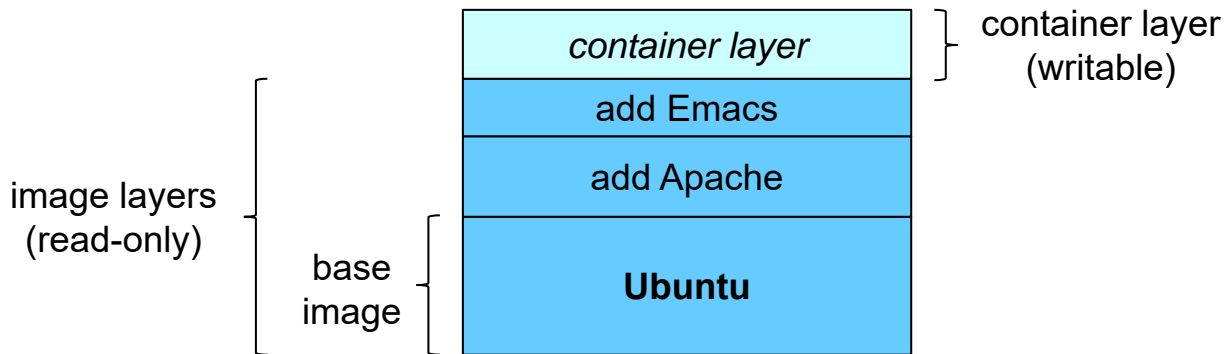 container layer
container layer
(writable)
add Emacs
add Apache
image layers
(read-only)
base
image
Ubuntu